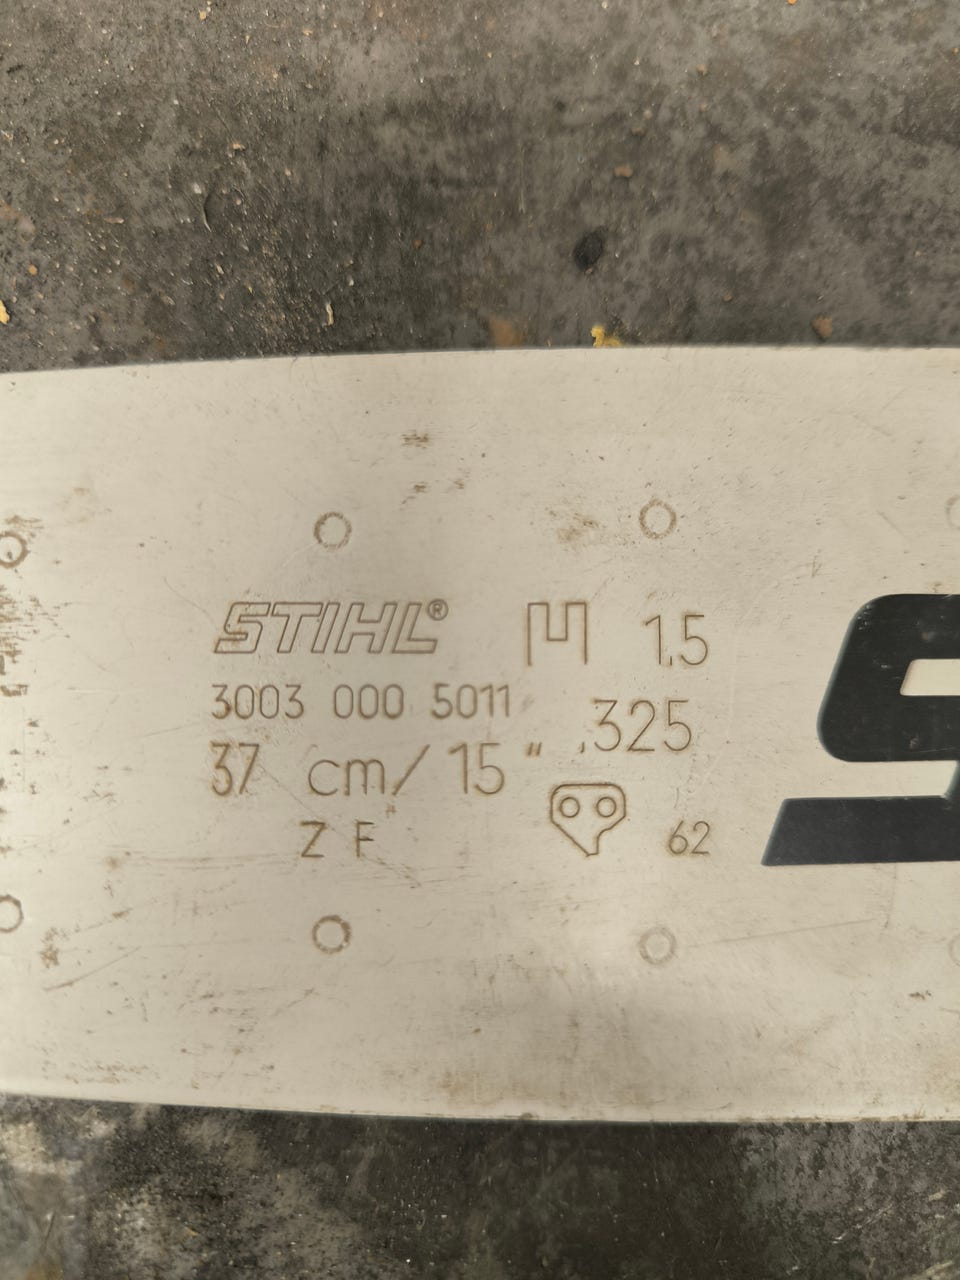 STIHL® 1.5
3003 000 5011 .325
37 cm/15"
Z F 62
S